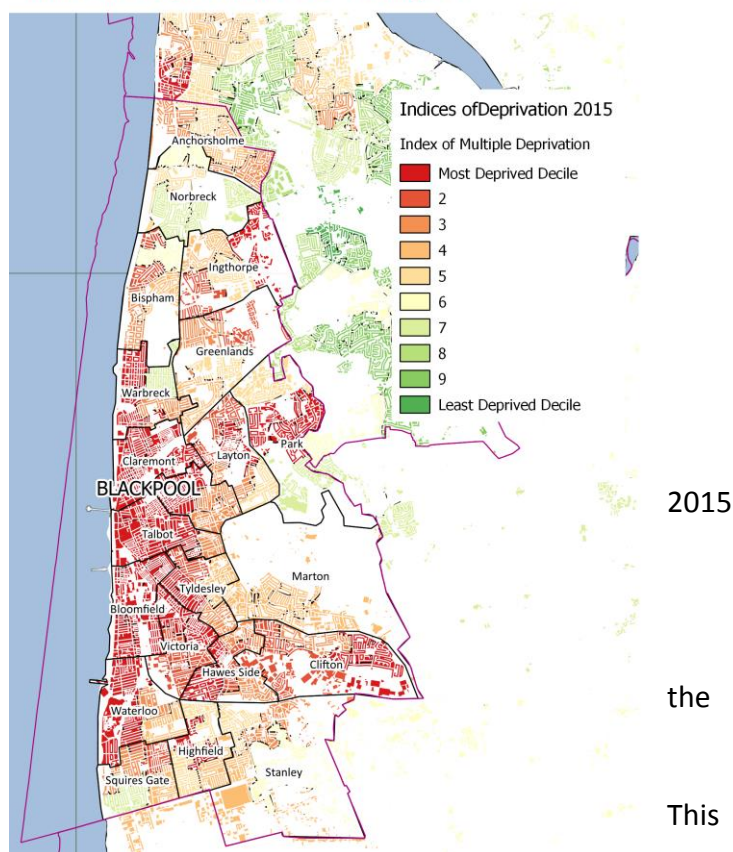 Indices ofDeprivation 2015
Index of Multiple Deprivation
Most Deprived Decile
2
3
4
5
6
7
8
9
Least Deprived Decile
Anchorsholme
Norbreck
Ingthorpe
Bispham
Greenlands
Warbreck
Park
Layton
Claremont
BLACKPOOL
2015
Talbot
Marton
Tyldesley
Bloomfield
Victoria
Clifton
Hawes Side
the
Waterloo
Highfield
Stanley
Squires Gate
This